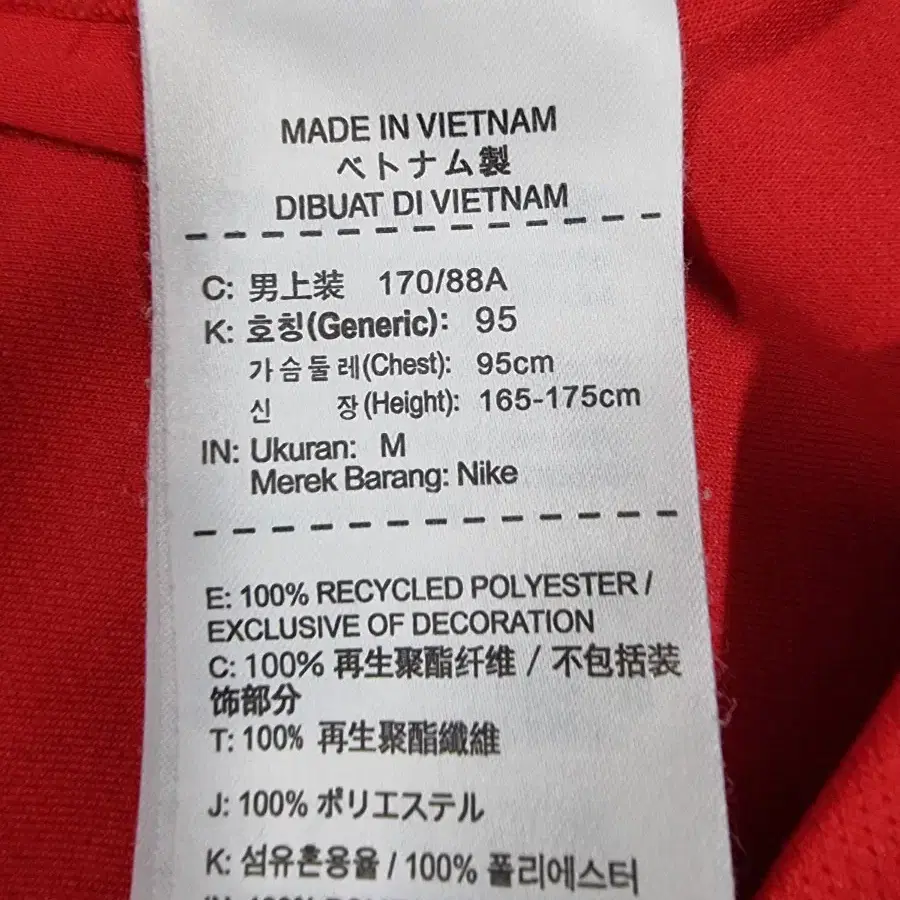 MADE IN VIETNAM
ベトナム製
DIBUAT DI VIETNAM
C: 男上装 170/88A
K: 호칭(Generic): 95
가슴둘레(Chest): 95cm
신 장(Height): 165-175cm
IN: Ukuran: M
Merek Barang: Nike
E: 100% RECYCLED POLYESTER /
EXCLUSIVE OF DECORATION
C: 100% 再生聚酯纤维 / 不包括装
饰部分
T: 100% 再生聚酯纖維
J: 100% ポリエステル
K: 섬유혼용율 / 100% 폴리에스터